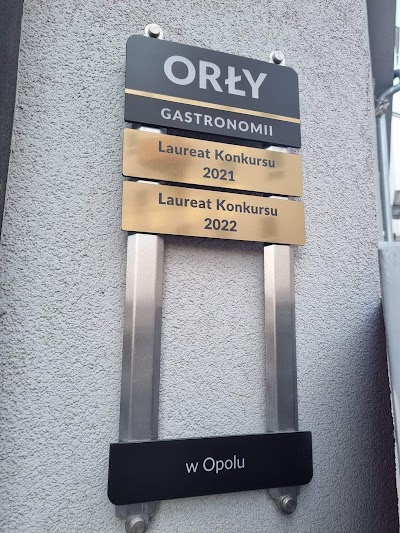 ORŁY
GASTRONOMII
Laureat Konkursu
2021
Laureat Konkursu
2022
w Opolu